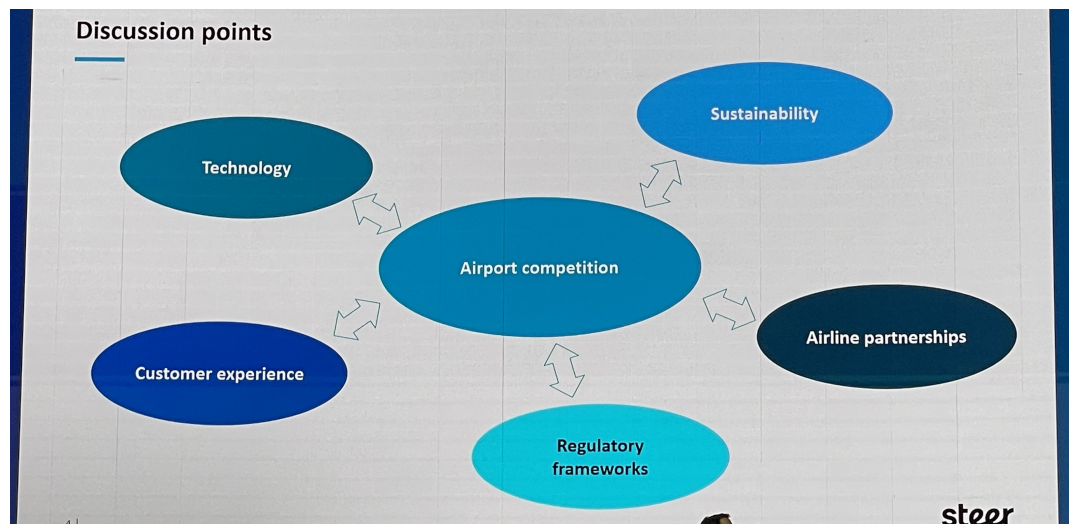 Discussion points
Sustainability
Technology
Airport competition
Airline partnerships
Customer experience
Regulatory
frameworks
steer